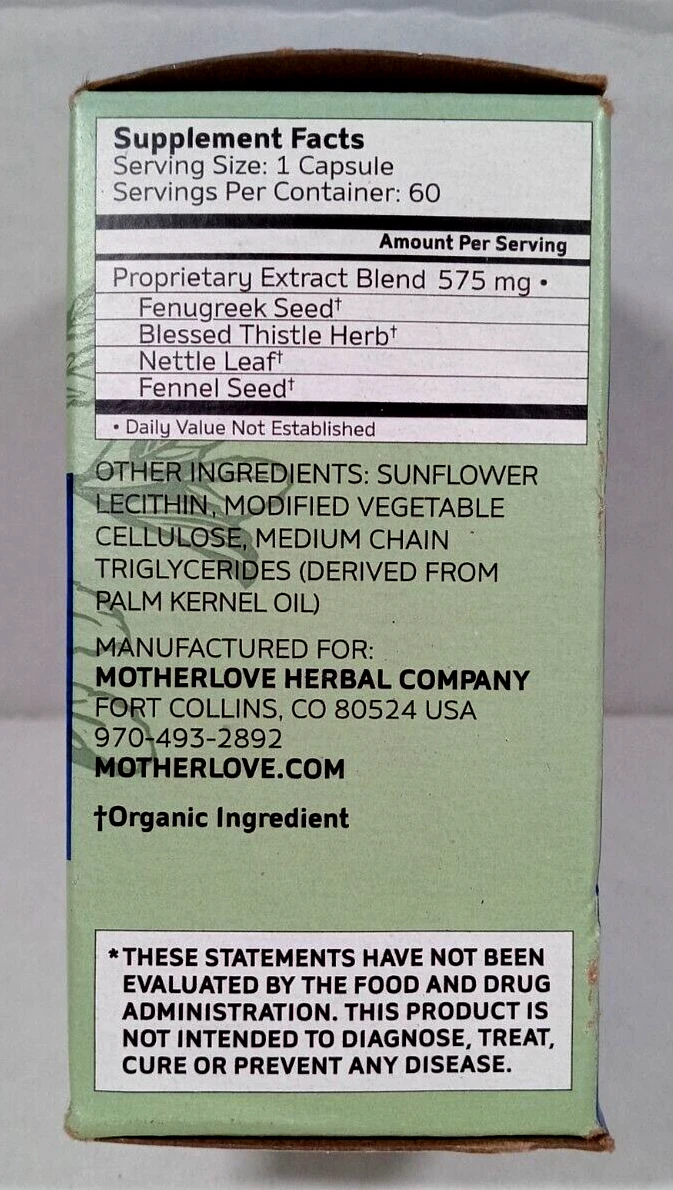 Supplement Facts
Serving Size: 1 Capsule
Servings Per Container: 60
Amount Per Serving
Proprietary Extract Blend 575 mg •
Fenugreek Seed†
Blessed Thistle Herb†
Nettle Leaf†
Fennel Seed†
• Daily Value Not Established
OTHER INGREDIENTS: SUNFLOWER
LECITHIN, MODIFIED VEGETABLE
CELLULOSE, MEDIUM CHAIN
TRIGLYCERIDES (DERIVED FROM
PALM KERNEL OIL)
MANUFACTURED FOR:
MOTHERLOVE HERBAL COMPANY
FORT COLLINS, CO 80524 USA
970-493-2892
MOTHERLOVE.COM
†Organic Ingredient
*THESE STATEMENTS HAVE NOT BEEN
EVALUATED BY THE FOOD AND DRUG
ADMINISTRATION. THIS PRODUCT IS
NOT INTENDED TO DIAGNOSE, TREAT,
CURE OR PREVENT ANY DISEASE.